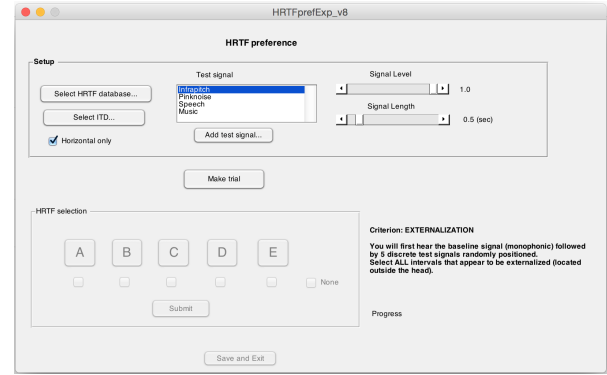 HRTFprefExp_v8
HRTF preference
Setup
Test signal
Signal Level
Select HRTF database...
Infrapitch
Pinknoise
Speech
Music
1.0
Signal Length
Select ITD...
0.5 (sec)
Horizontal only
Add test signal...
Make trial
HRTF selection
A B C D E
None
Submit
Criterion: EXTERNALIZATION
You will first hear the baseline signal (monophonic) followed
by 5 discrete test signals randomly positioned.
Select ALL intervals that appear to be externalized (located
outside the head).
Progress
Save and Exit